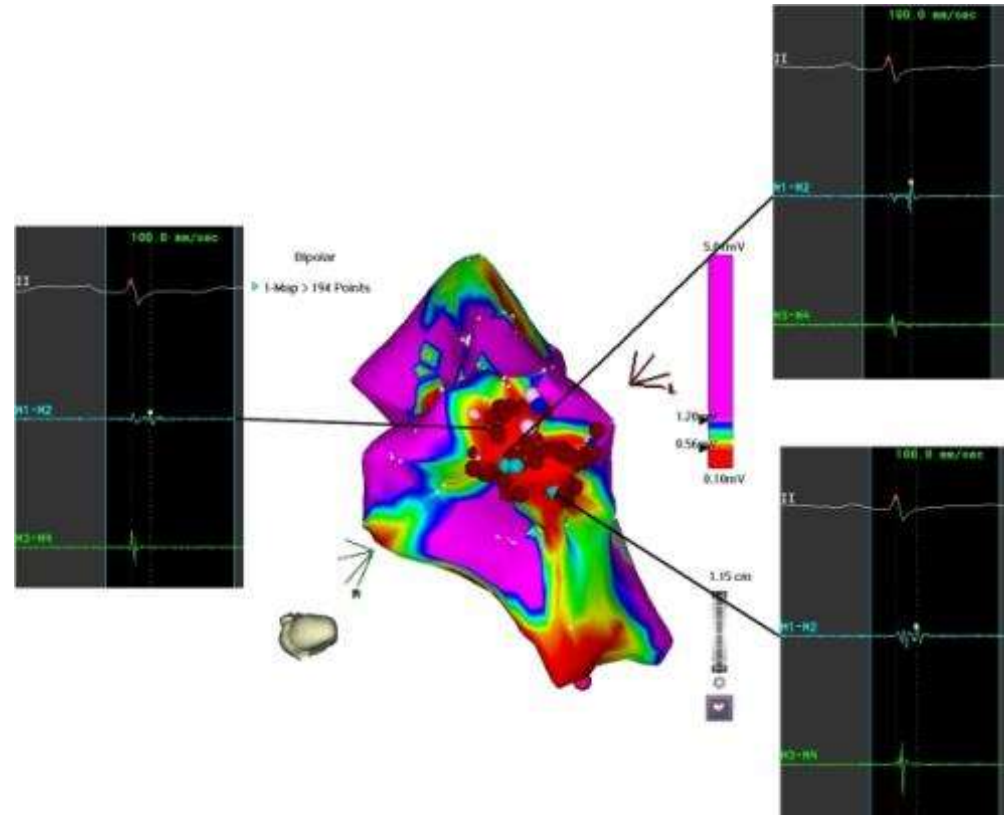 100.0 mm/sec
II
M1-M2
M3-M4
100.0 mm/sec
II
M1-M2
M3-M4
Bipolar
1-Map > 194 Points
1.20mV
0.56mV
0.10mV
L
R
1.15 cm
100.0 mm/sec
II
M1-M2
M3-M4